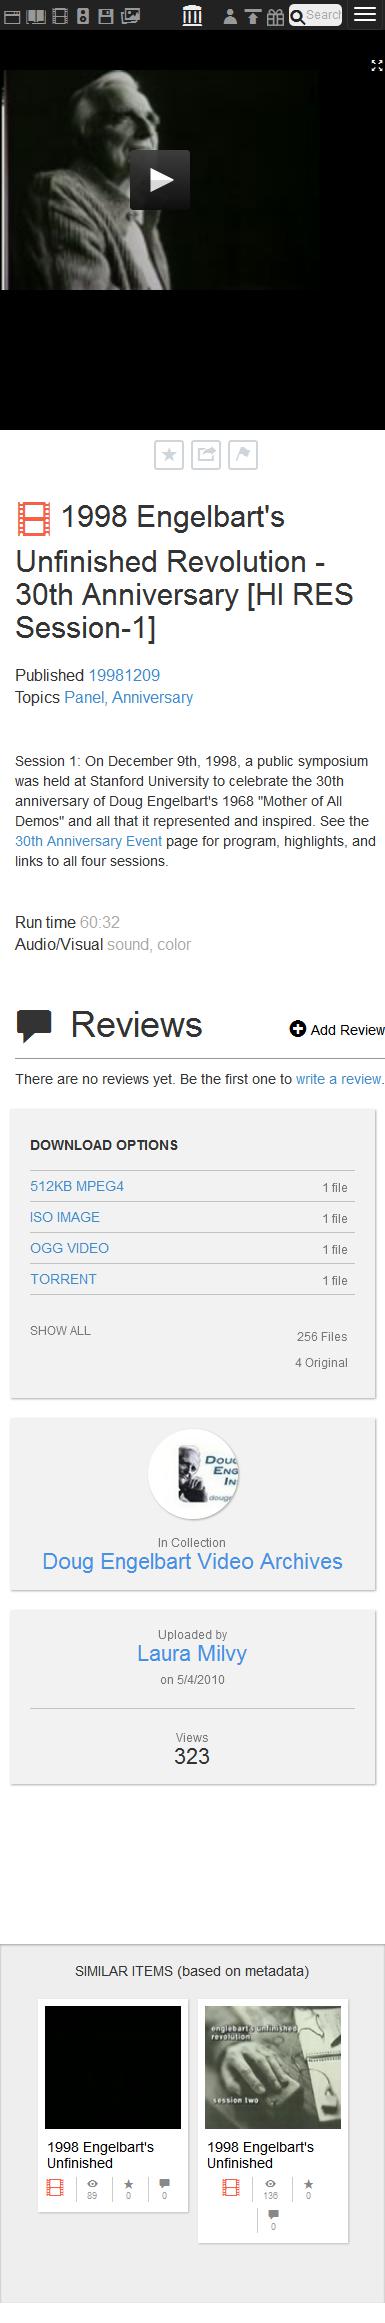 Search
1998 Engelbart's
Unfinished Revolution -
30th Anniversary [HI RES
Session-1]
Published 19981209
Topics Panel, Anniversary
Session 1: On December 9th, 1998, a public symposium
was held at Stanford University to celebrate the 30th
anniversary of Doug Engelbart's 1968 "Mother of All
Demos" and all that it represented and inspired. See the
30th Anniversary Event page for program, highlights, and
links to all four sessions.
Run time 60:32
Audio/Visual sound, color
Reviews
Add Review
There are no reviews yet. Be the first one to write a review.
DOWNLOAD OPTIONS
512KB MPEG4 1 file
ISO IMAGE 1 file
OGG VIDEO 1 file
TORRENT 1 file
SHOW ALL 256 Files
4 Original
Doug
Eng
In
doug
In Collection
Doug Engelbart Video Archives
Uploaded by
Laura Milvy
on 5/4/2010
Views
323
SIMILAR ITEMS (based on metadata)
englebart's unfinished
revolution
session two
1998 Engelbart's
Unfinished
89 0 0
1998 Engelbart's
Unfinished
136 0
0